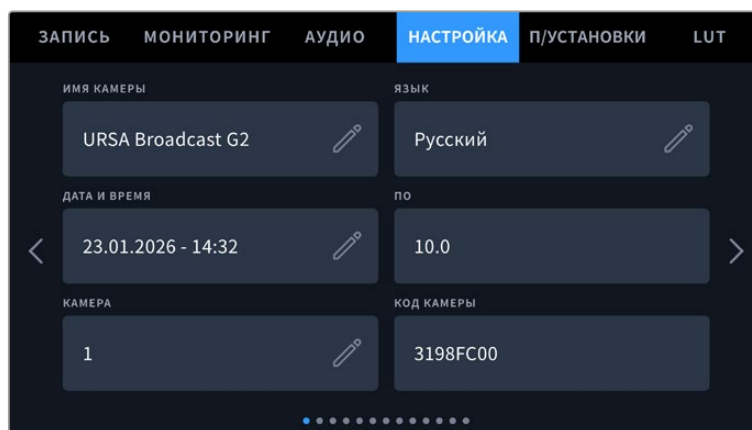 ЗАПИСЬ МОНИТОРИНГ АУДИО НАСТРОЙКА П/УСТАНОВКИ LUT
ИМЯ КАМЕРЫ ЯЗЫК
URSA Broadcast G2 Русский
ДАТА И ВРЕМЯ ПО
23.01.2026 - 14:32 10.0
КАМЕРА КОД КАМЕРЫ
1 3198FC00